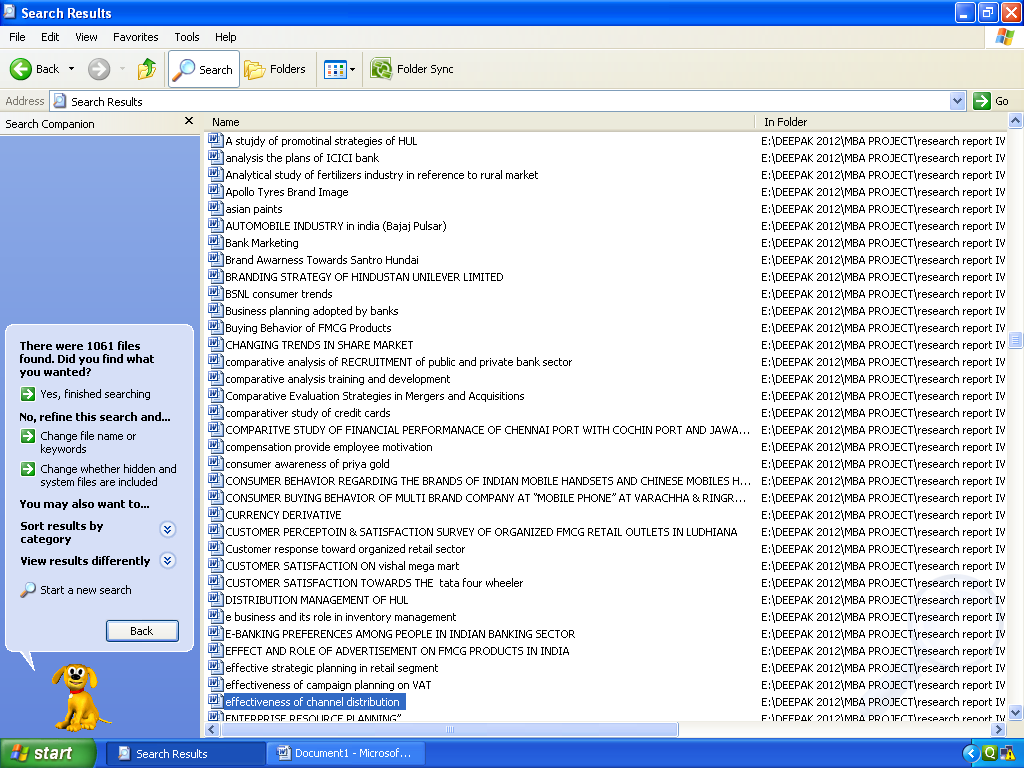 Search Results
File Edit View Favorites Tools Help
Back Search Folders Folder Sync
Address Search Results Go
Search Companion
Name In Folder
There were 1061 files
found. Did you find what
you wanted?
Yes, finished searching
No, refine this search and...
Change file name or
keywords
Change whether hidden and
system files are included
You may also want to...
Sort results by
category
View results differently
Start a new search
Back
A stujdy of promotinal strategies of HUL E:\DEEPAK 2012\MBA PROJECT\research report IV
analysis the plans of ICICI bank E:\DEEPAK 2012\MBA PROJECT\research report IV
Analytical study of fertilizers industry in reference to rural market E:\DEEPAK 2012\MBA PROJECT\research report IV
Apollo Tyres Brand Image E:\DEEPAK 2012\MBA PROJECT\research report IV
asian paints E:\DEEPAK 2012\MBA PROJECT\research report IV
AUTOMOBILE INDUSTRY in india (Bajaj Pulsar) E:\DEEPAK 2012\MBA PROJECT\research report IV
Bank Marketing E:\DEEPAK 2012\MBA PROJECT\research report IV
Brand Awarness Towards Santro Hundai E:\DEEPAK 2012\MBA PROJECT\research report IV
BRANDING STRATEGY OF HINDUSTAN UNILEVER LIMITED E:\DEEPAK 2012\MBA PROJECT\research report IV
BSNL consumer trends E:\DEEPAK 2012\MBA PROJECT\research report IV
Business planning adopted by banks E:\DEEPAK 2012\MBA PROJECT\research report IV
Buying Behavior of FMCG Products E:\DEEPAK 2012\MBA PROJECT\research report IV
CHANGING TRENDS IN SHARE MARKET E:\DEEPAK 2012\MBA PROJECT\research report IV
comparative analysis of RECRUITMENT of public and private bank sector E:\DEEPAK 2012\MBA PROJECT\research report IV
comparative analysis training and development E:\DEEPAK 2012\MBA PROJECT\research report IV
Comparative Evaluation Strategies in Mergers and Acquisitions E:\DEEPAK 2012\MBA PROJECT\research report IV
comparativer study of credit cards E:\DEEPAK 2012\MBA PROJECT\research report IV
COMPARITVE STUDY OF FINANCIAL PERFORMANACE OF CHENNAI PORT WITH COCHIN PORT AND JAWA... E:\DEEPAK 2012\MBA PROJECT\research report IV
compensation provide employee motivation E:\DEEPAK 2012\MBA PROJECT\research report IV
consumer awareness of priya gold E:\DEEPAK 2012\MBA PROJECT\research report IV
CONSUMER BEHAVIOR REGARDING THE BRANDS OF INDIAN MOBILE HANDSETS AND CHINESE MOBILES H... E:\DEEPAK 2012\MBA PROJECT\research report IV
CONSUMER BUYING BEHAVIOR OF MULTI BRAND COMPANY AT “MOBILE PHONE” AT VARACHHA & RINGR... E:\DEEPAK 2012\MBA PROJECT\research report IV
CURRENCY DERIVATIVE E:\DEEPAK 2012\MBA PROJECT\research report IV
CUSTOMER PERCEPTOIN & SATISFACTION SURVEY OF ORGANIZED FMCG RETAIL OUTLETS IN LUDHIANA E:\DEEPAK 2012\MBA PROJECT\research report IV
Customer response toward organized retail sector E:\DEEPAK 2012\MBA PROJECT\research report IV
CUSTOMER SATISFACTION ON vishal mega mart E:\DEEPAK 2012\MBA PROJECT\research report IV
CUSTOMER SATISFACTION TOWARDS THE tata four wheeler E:\DEEPAK 2012\MBA PROJECT\research report IV
DISTRIBUTION MANAGEMENT OF HUL E:\DEEPAK 2012\MBA PROJECT\research report IV
e business and its role in inventory management E:\DEEPAK 2012\MBA PROJECT\research report IV
E-BANKING PREFERENCES AMONG PEOPLE IN INDIAN BANKING SECTOR E:\DEEPAK 2012\MBA PROJECT\research report IV
EFFECT AND ROLE OF ADVERTISEMENT ON FMCG PRODUCTS IN INDIA E:\DEEPAK 2012\MBA PROJECT\research report IV
effective strategic planning in retail segment E:\DEEPAK 2012\MBA PROJECT\research report IV
effectiveness of campaign planning on VAT E:\DEEPAK 2012\MBA PROJECT\research report IV
effectiveness of channel distribution E:\DEEPAK 2012\MBA PROJECT\research report IV
ENTERPRISE RESOURCE PLANNING” E:\DEEPAK 2012\MBA PROJECT\research report IV
start Search Results Document1 - Microsof...